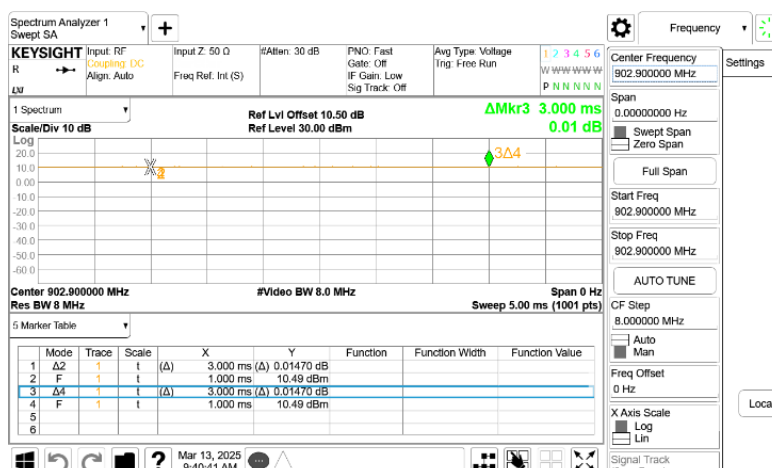 Spectrum Analyzer 1
Swept SA
Frequency
KEYSIGHT
R
LXI
Input: RF
Coupling: DC
Align: Auto
Input Z: 50 Ω
Freq Ref: Int (S)
#Atten: 30 dB
PNO: Fast
Gate: Off
IF Gain: Low
Sig Track: Off
Avg Type: Voltage
Trig: Free Run
1 2 3 4 5 6
W W W W W W
P N N N N N
1 Spectrum
Scale/Div 10 dB
Ref Lvl Offset 10.50 dB
Ref Level 30.00 dBm
ΔMkr3 3.000 ms
0.01 dB
Log
20.0
10.0
0.00
-10.0
-20.0
-30.0
-40.0
-50.0
-60.0
3Δ4
Center 902.900000 MHz
#Video BW 8.0 MHz
Span 0 Hz
Res BW 8 MHz
Sweep 5.00 ms (1001 pts)
5 Marker Table
Mode Trace Scale X Y Function Function Width Function Value
1 Δ2 1 t (Δ) 3.000 ms (Δ) 0.01470 dB
2 F 1 t 1.000 ms 10.49 dBm
3 Δ4 1 t (Δ) 3.000 ms (Δ) 0.01470 dB
4 F 1 t 1.000 ms 10.49 dBm
5
6
?
Mar 13, 2025
9:40:41 AM
Center Frequency
902.900000 MHz
Span
0.00000000 Hz
Swept Span
Zero Span
Full Span
Start Freq
902.900000 MHz
Stop Freq
902.900000 MHz
AUTO TUNE
CF Step
8.000000 MHz
Auto
Man
Freq Offset
0 Hz
X Axis Scale
Log
Lin
Signal Track
Settings
Loca